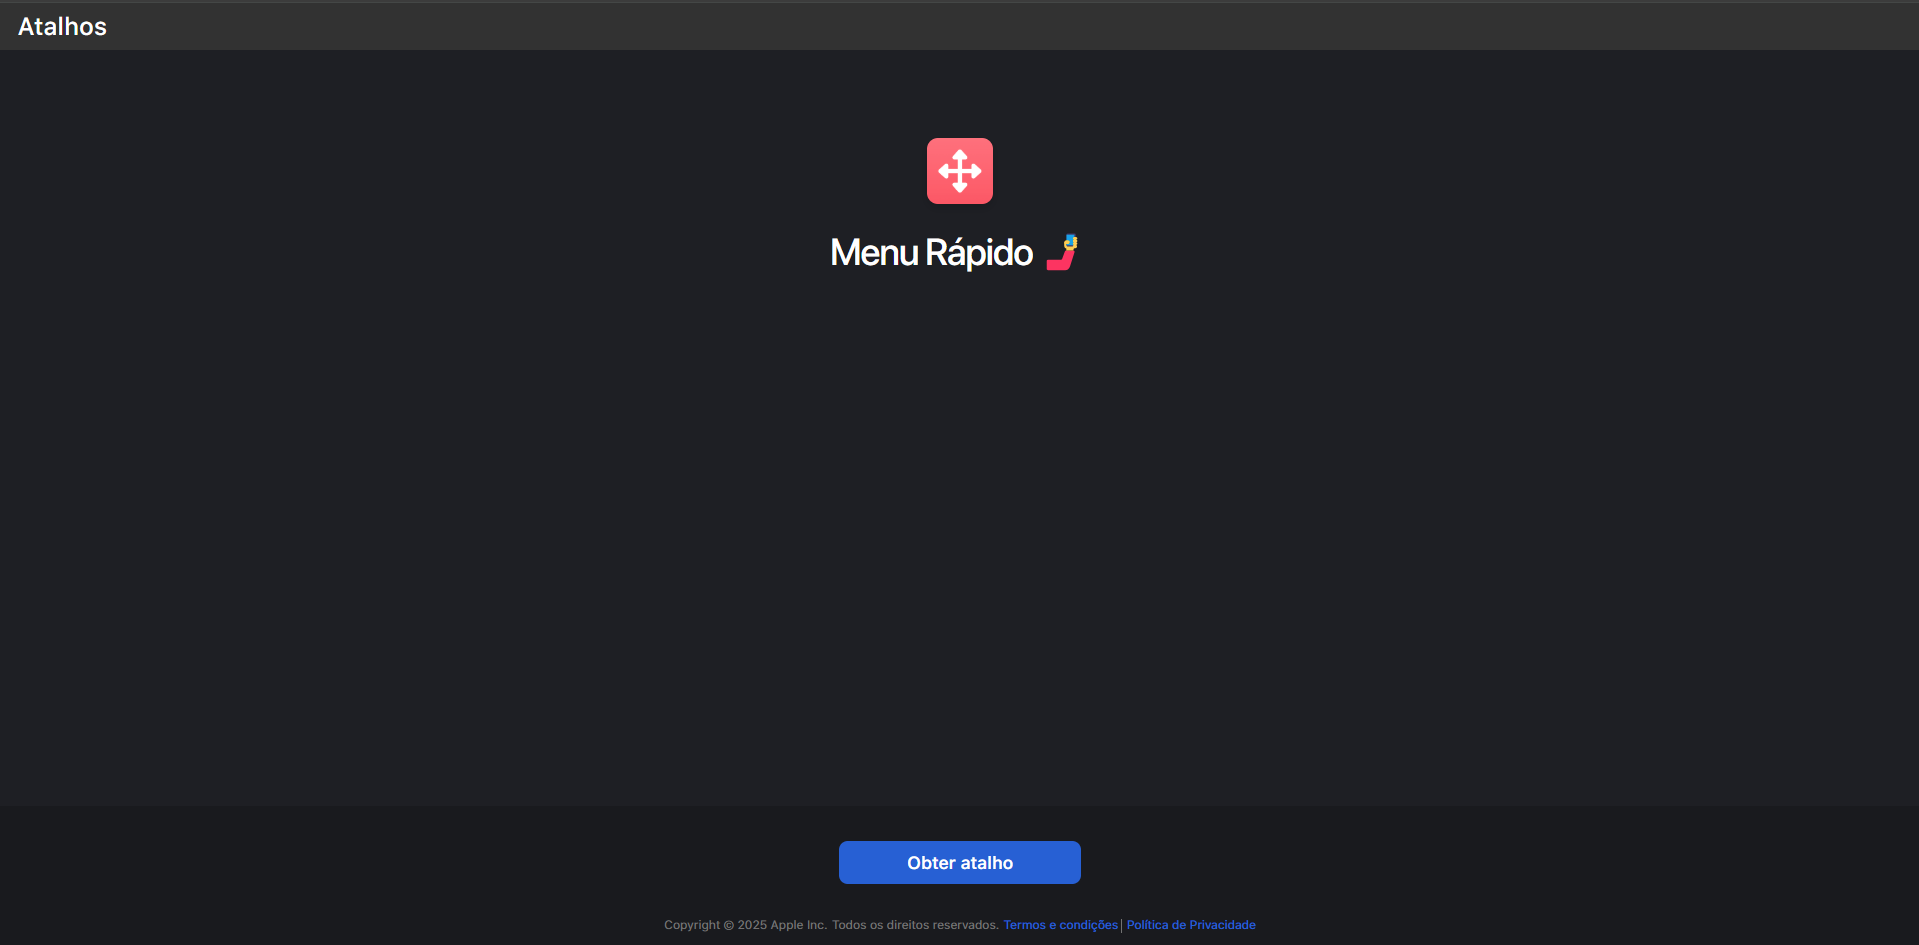 Atalhos
Menu Rápido 🤳
Obter atalho
Copyright © 2025 Apple Inc. Todos os direitos reservados. Termos e condições | Política de Privacidade